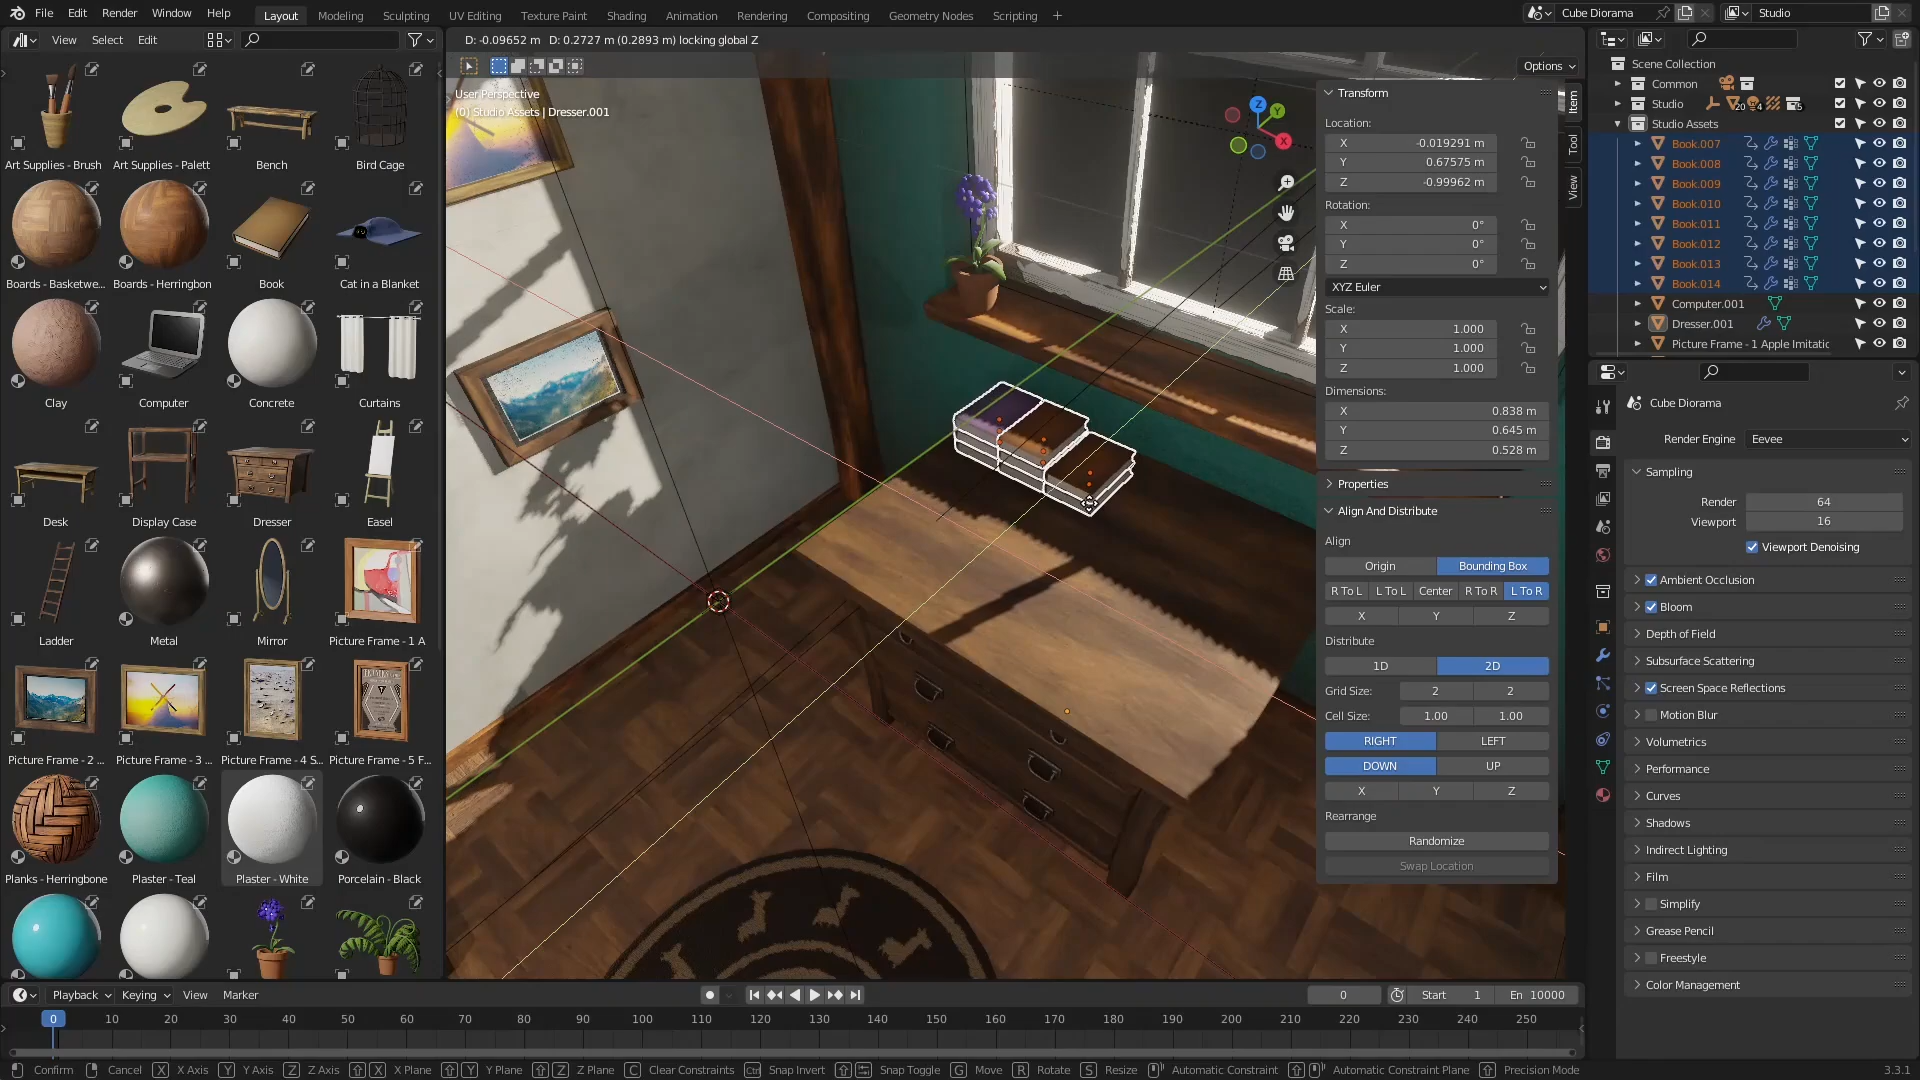 File Edit Render Window Help Layout Modeling Sculpting UV Editing Texture Paint Shading Animation Rendering Compositing Geometry Nodes Scripting + Cube Diorama Studio
View Select Edit
D: -0.09652 m D: 0.2727 m (0.2893 m) locking global Z
Options
User Perspective
(0) Studio Assets | Dresser.001
Art Supplies - Brush Art Supplies - Palett Bench Bird Cage
Boards - Basketwe... Boards - Herringbon Book Cat in a Blanket
Clay Computer Concrete Curtains
Desk Display Case Dresser Easel
Ladder Metal Mirror Picture Frame - 1 A
Picture Frame - 2 ... Picture Frame - 3 ... Picture Frame - 4 S... Picture Frame - 5 F...
Planks - Herringbone Plaster - Teal Plaster - White Porcelain - Black
Z
Y
X
Transform
Location:
X -0.019291 m
Y 0.67575 m
Z -0.99962 m
Rotation:
X 0°
Y 0°
Z 0°
XYZ Euler
Scale:
X 1.000
Y 1.000
Z 1.000
Dimensions:
X 0.838 m
Y 0.645 m
Z 0.528 m
Properties
Align And Distribute
Align
Origin Bounding Box
R To L L To L Center R To R L To R
X Y Z
Distribute
1D 2D
Grid Size: 2 2
Cell Size: 1.00 1.00
RIGHT LEFT
DOWN UP
X Y Z
Rearrange
Randomize
Swap Location
Item
Tool
View
Scene Collection
Common
Studio 20 4 5
Studio Assets
Book.007
Book.008
Book.009
Book.010
Book.011
Book.012
Book.013
Book.014
Computer.001
Dresser.001
Picture Frame - 1 Apple Imitatic
Cube Diorama
Render Engine Eevee
Sampling
Render 64
Viewport 16
Viewport Denoising
Ambient Occlusion
Bloom
Depth of Field
Subsurface Scattering
Screen Space Reflections
Motion Blur
Volumetrics
Performance
Curves
Shadows
Indirect Lighting
Film
Simplify
Grease Pencil
Freestyle
Color Management
Playback Keying View Marker 0 Start 1 En 10000
0 10 20 30 40 50 60 70 80 90 100 110 120 130 140 150 160 170 180 190 200 210 220 230 240 250
Confirm Cancel X X Axis Y Y Axis Z Z Axis X X Plane Y Y Plane Z Z Plane C Clear Constraints Ctrl Snap Invert Snap Toggle G Move R Rotate S Resize Automatic Constraint Automatic Constraint Plane Precision Mode 3.3.1